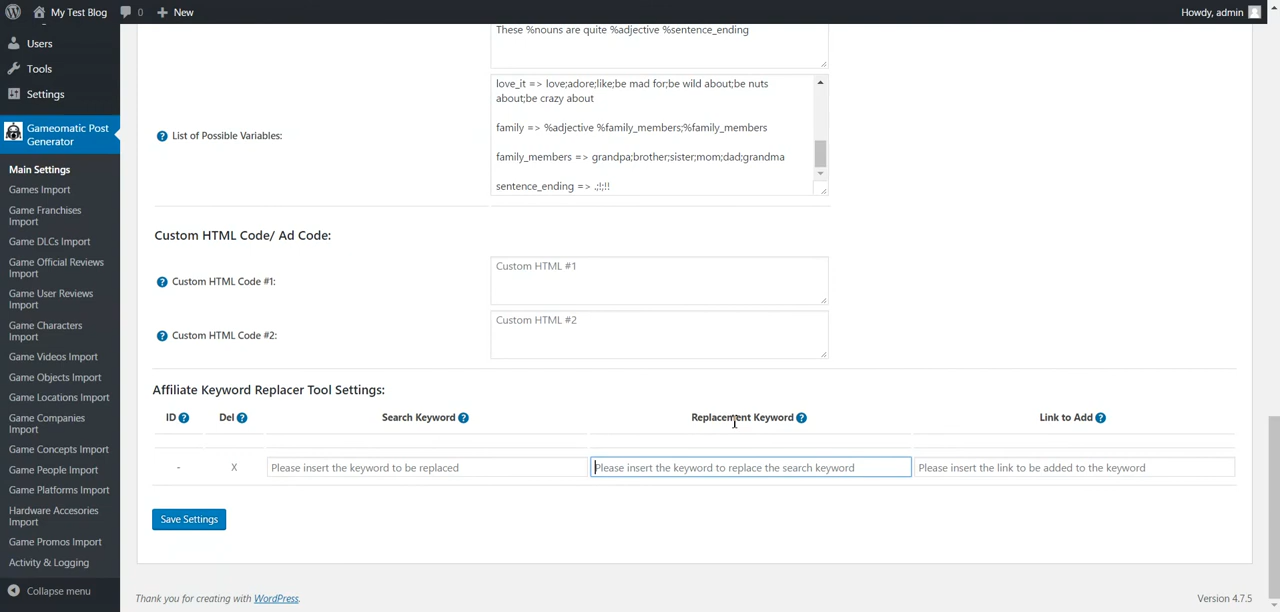 My Test Blog
0
New
Howdy, admin
Users
Tools
Settings
Gameomatic Post
Generator
Main Settings
Games Import
Game Franchises
Import
Game DLCs Import
Game Official Reviews
Import
Game User Reviews
Import
Game Characters
Import
Game Videos Import
Game Objects Import
Game Locations Import
Game Companies
Import
Game Concepts Import
Game People Import
Game Platforms Import
Hardware Accesories
Import
Game Promos Import
Activity & Logging
Collapse menu
These %nouns are quite %adjective %sentence_ending
List of Possible Variables:
love_it => love;adore;like;be mad for;be wild about;be nuts
about;be crazy about
family => %adjective %family_members;%family_members
family_members => grandpa;brother;sister;mom;dad;grandma
sentence_ending => .;!;!!
Custom HTML Code/ Ad Code:
Custom HTML Code #1:
Custom HTML #1
Custom HTML Code #2:
Custom HTML #2
Affiliate Keyword Replacer Tool Settings:
ID Del Search Keyword Replacement Keyword Link to Add
- X Please insert the keyword to be replaced Please insert the keyword to replace the search keyword Please insert the link to be added to the keyword
Save Settings
Thank you for creating with WordPress.
Version 4.7.5